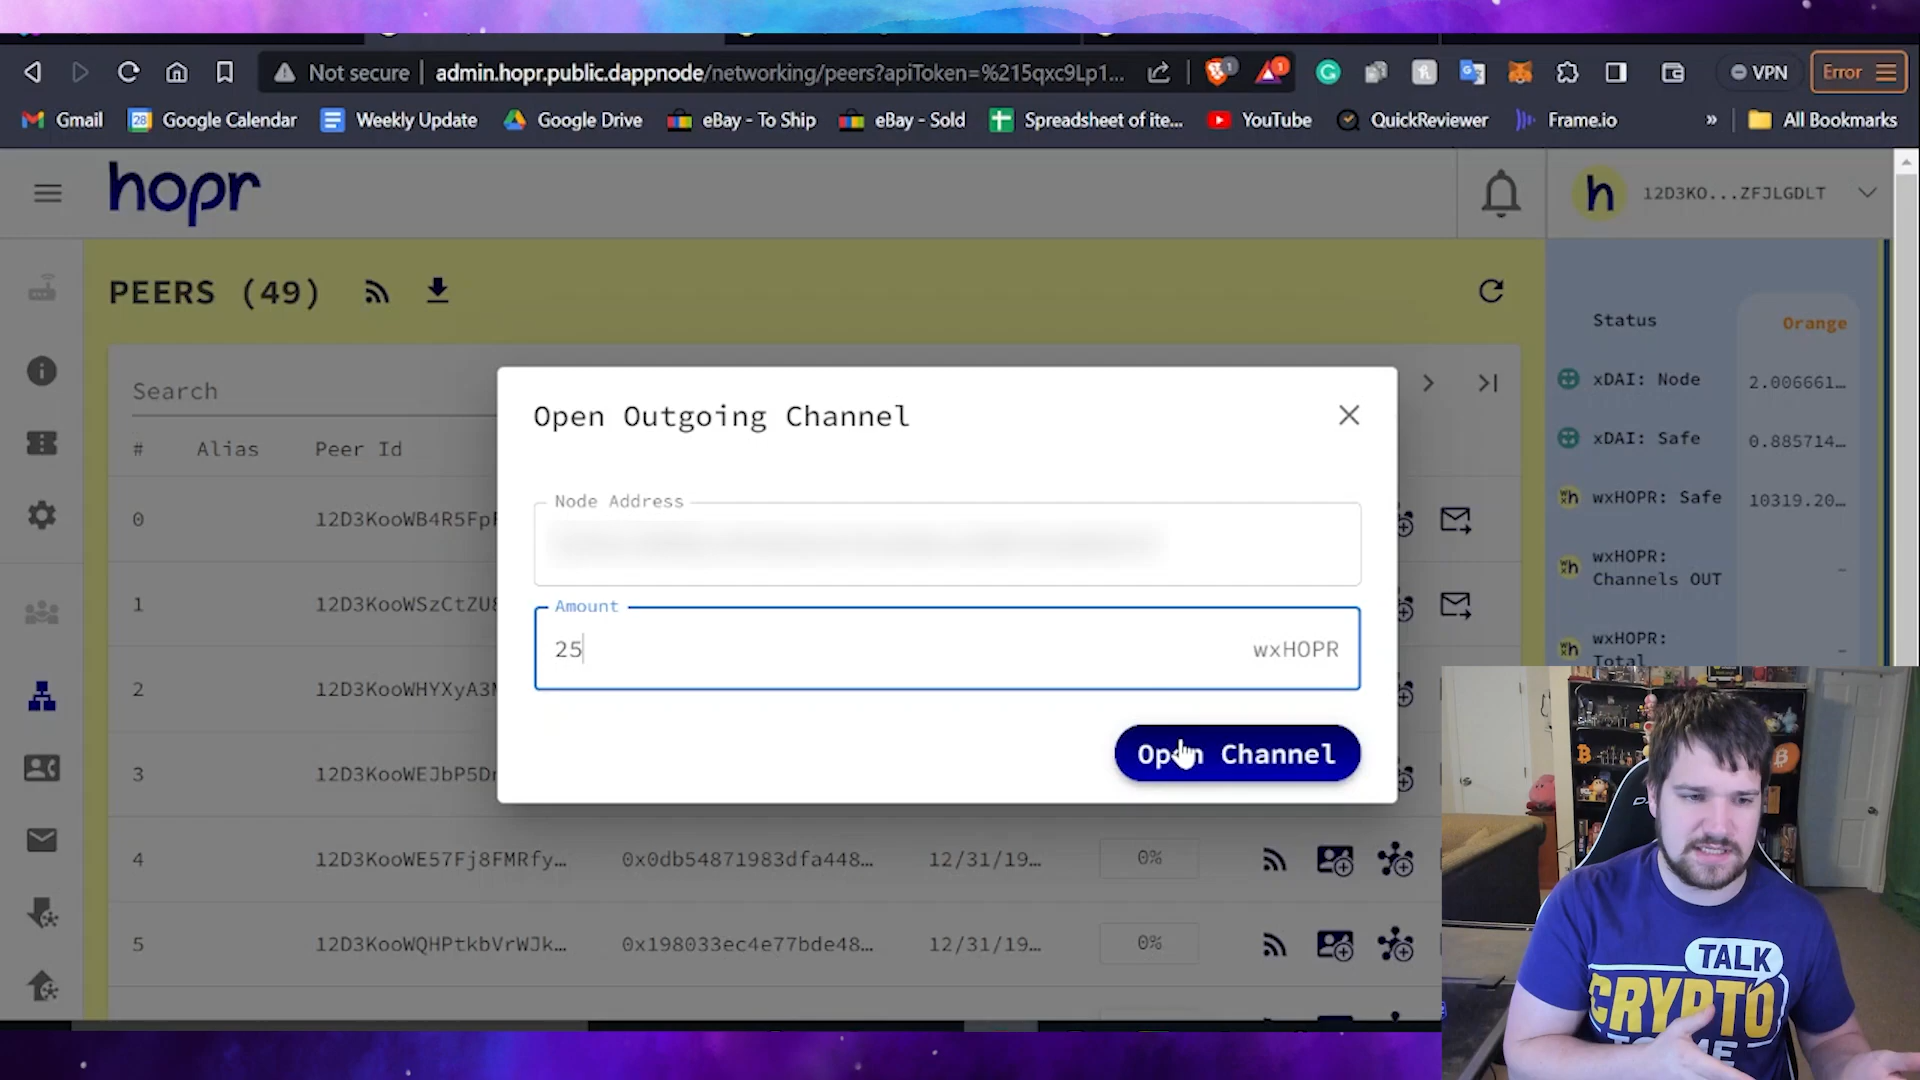 Not secure | admin.hopr.public.dappnode/networking/peers?apiToken=%215qxc9Lp1...
1
1
VPN
Error
Gmail
28 Google Calendar
Weekly Update
Google Drive
eBay - To Ship
eBay - Sold
Spreadsheet of ite...
YouTube
QuickReviewer
Frame.io
»
All Bookmarks
hopr
h
12D3KO...ZFJLGDLT
PEERS (49)
Search
# Alias Peer Id
0 12D3KooWB4R5Fp
1 12D3KooWSzCtZU
2 12D3KooWHYXyA3
3 12D3KooWEJbP5D
4 12D3KooWE57Fj8FMRfy... 0x0db54871983dfa448... 12/31/19... 0%
5 12D3KooWQHPtkbVrWJk... 0x198033ec4e77bde48... 12/31/19... 0%
Open Outgoing Channel
Node Address
Amount
25 wxHOPR
Open Channel
Status Orange
xDAI: Node 2.006661...
xDAI: Safe 0.885714...
wxHOPR: Safe 10319.20...
wxHOPR:
Channels OUT -
wxHOPR:
Total -
TALK
CRYPTO
TO ME